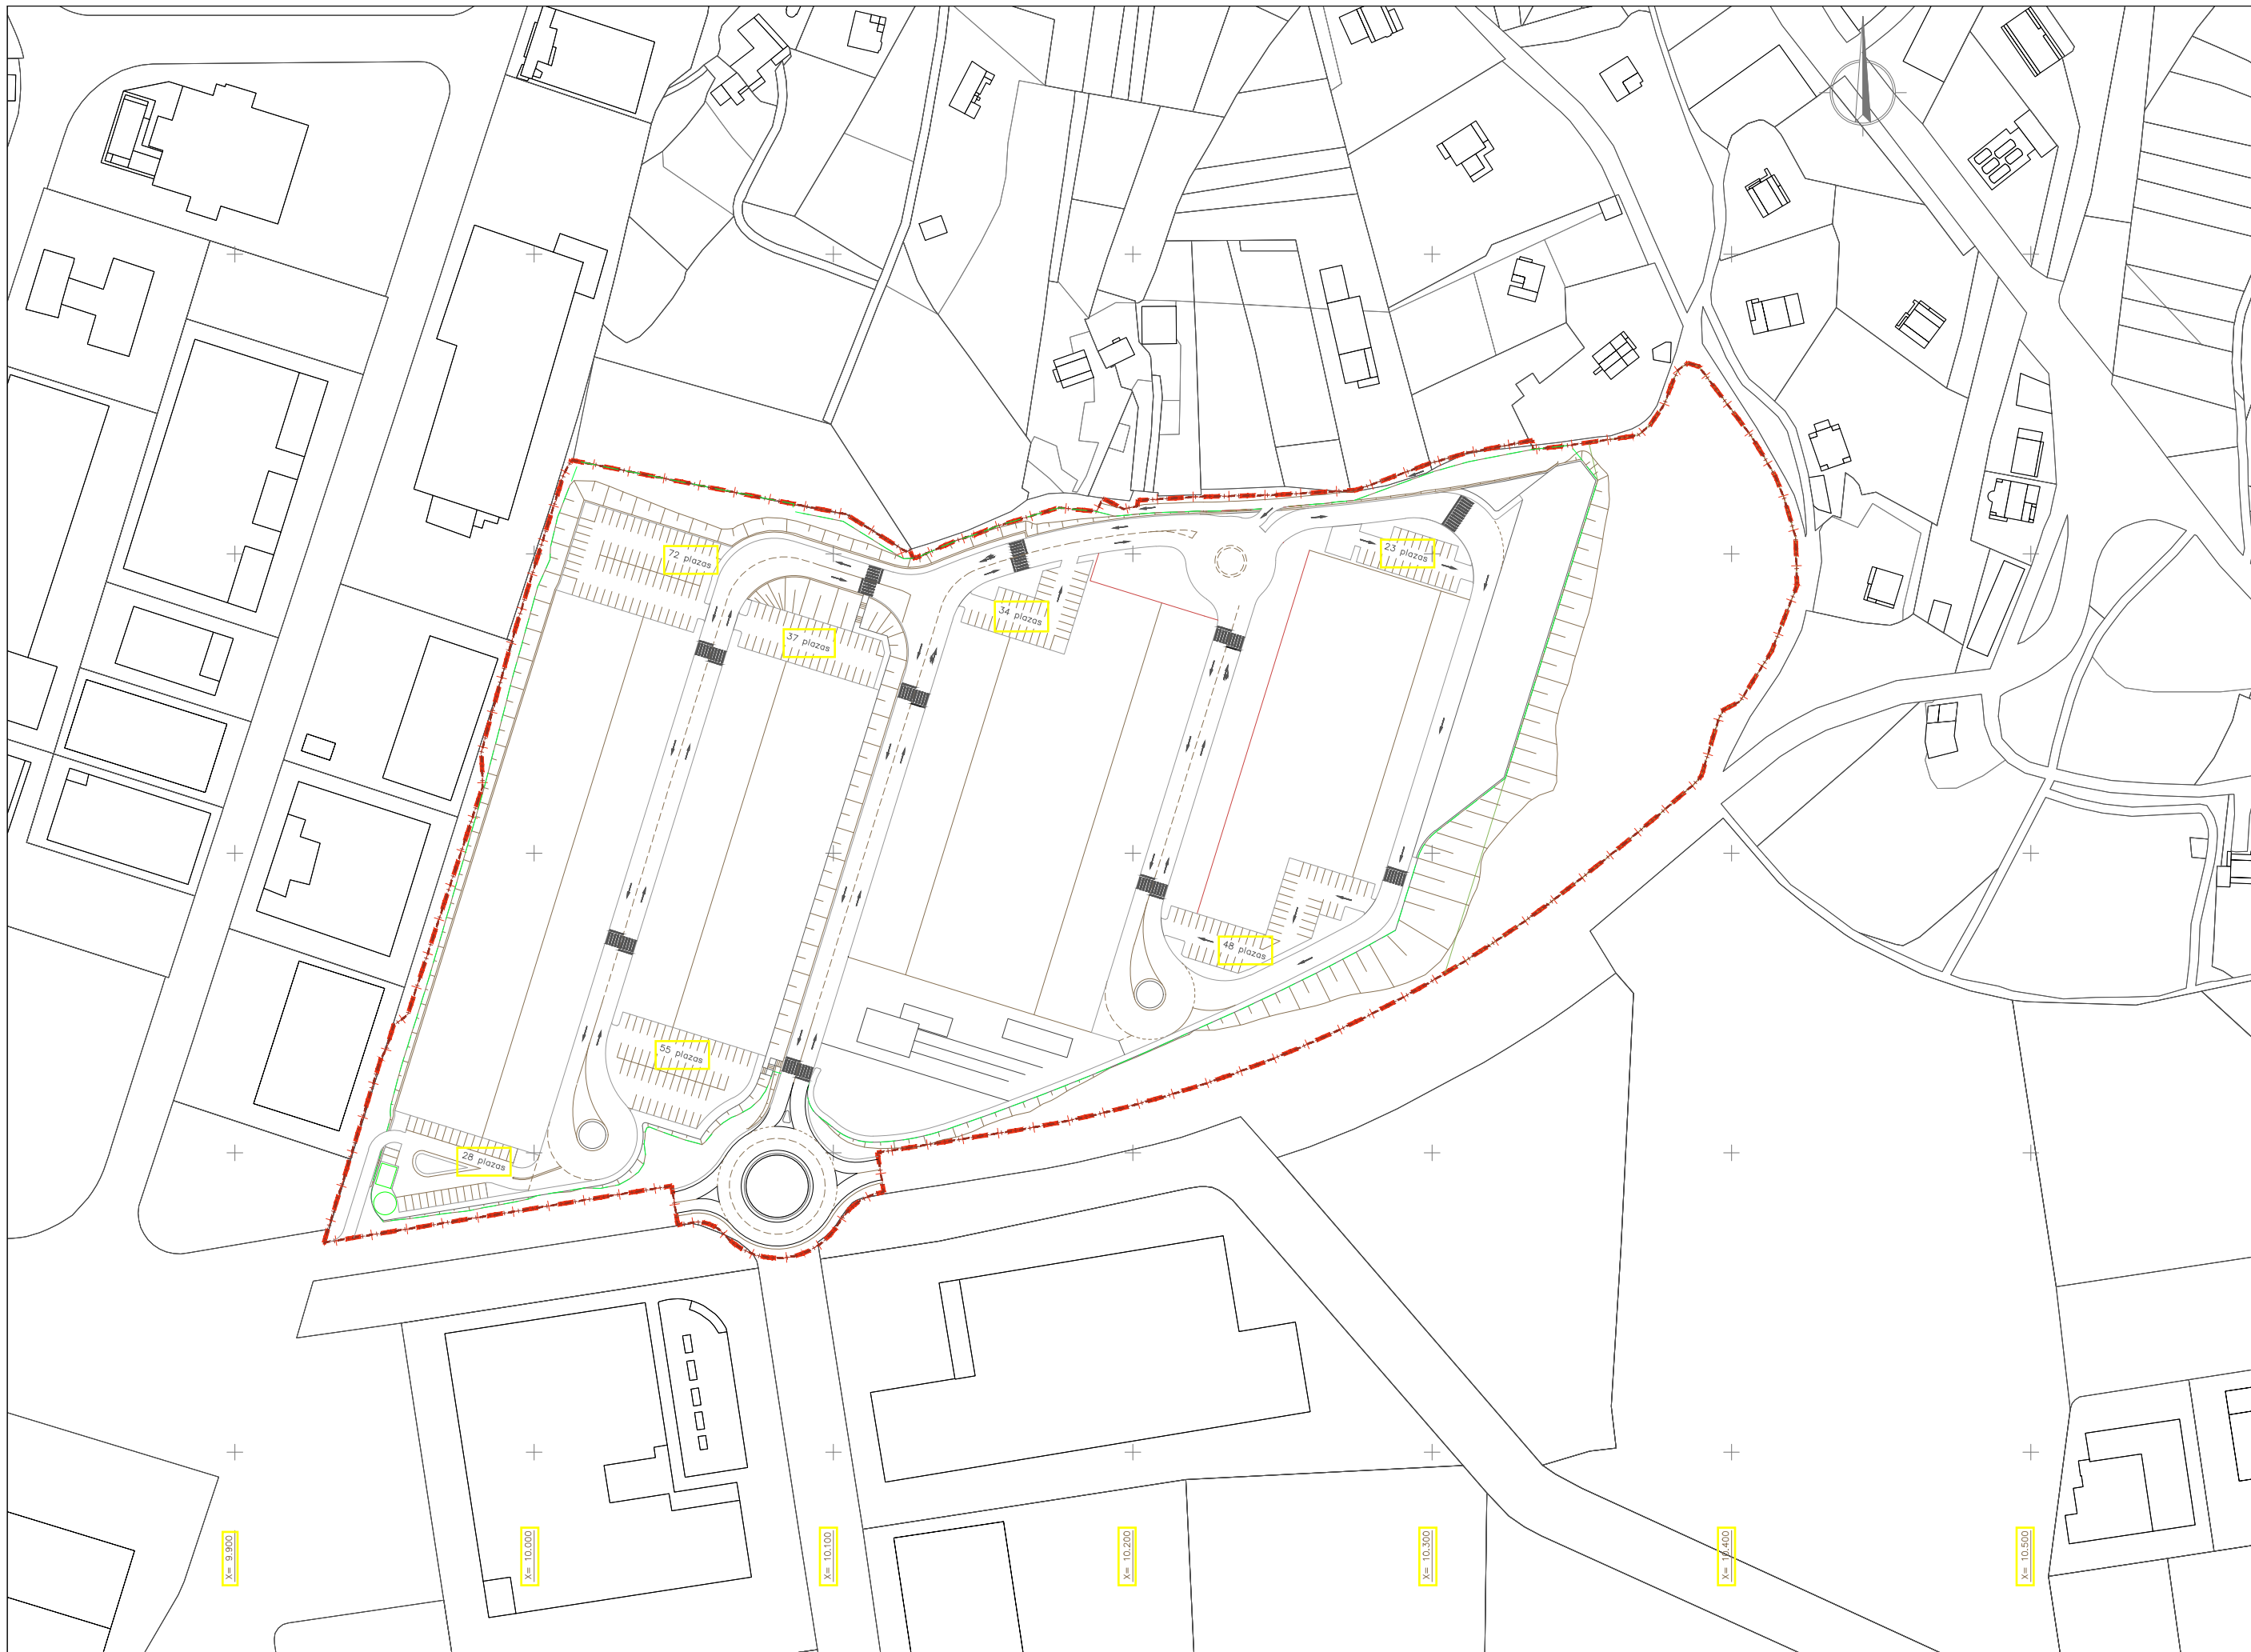 72 plazas
23 plazas
34 plazas
37 plazas
48 plazas
55 plazas
28 plazas
X= 9.900
X= 10.000
X= 10.100
X= 10.200
X= 10.300
X= 10.400
X= 10.500